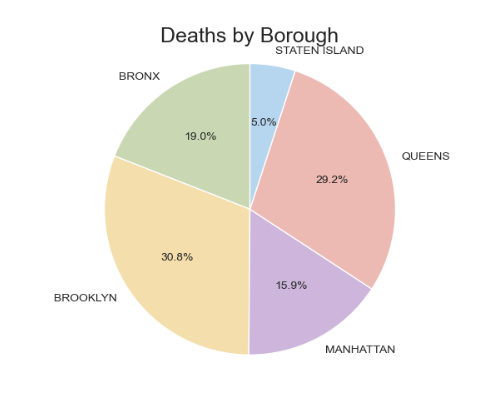 Deaths by Borough
STATEN ISLAND
BRONX
5.0%
19.0%
QUEENS
29.2%
30.8%
15.9%
BROOKLYN
MANHATTAN